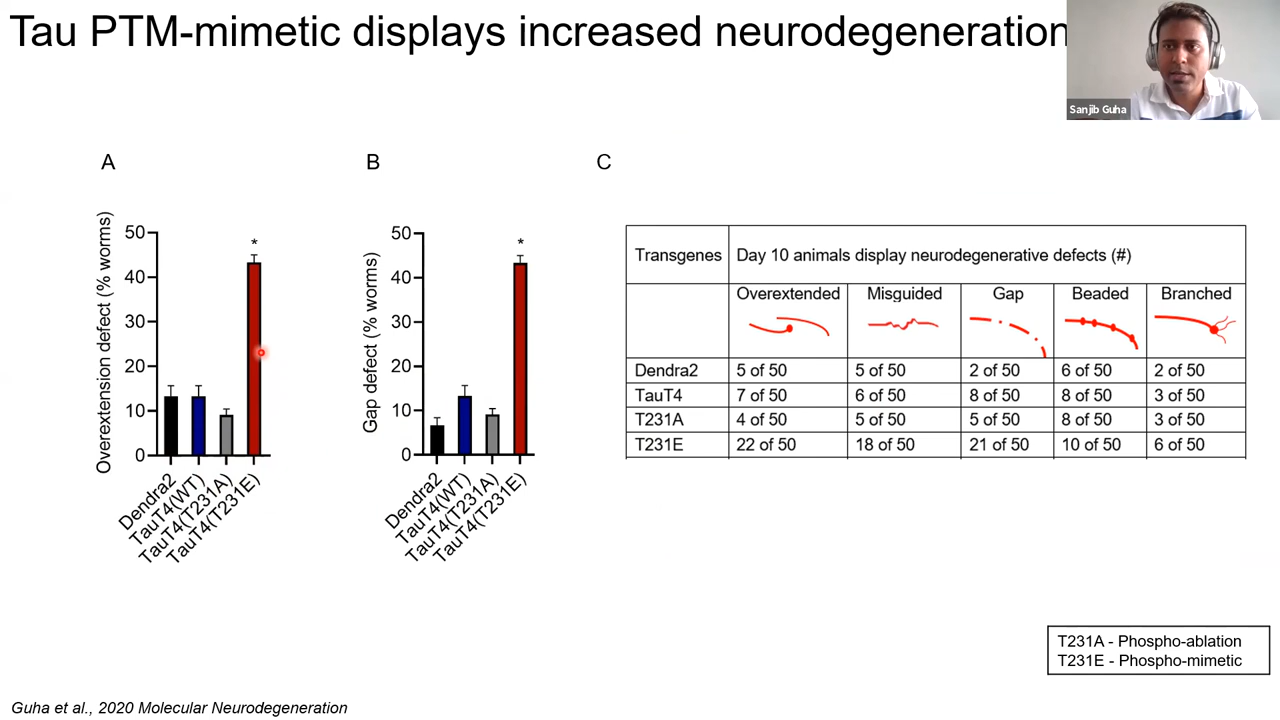 Tau PTM-mimetic displays increased neurodegeneration
Sanjib Guha
A
Overextension defect (% worms)
50
40
30
20
10
0
*
Dendra2
TauT4(WT)
TauT4(T231A)
TauT4(T231E)
B
Gap defect (% worms)
50
40
30
20
10
0
*
Dendra2
TauT4(WT)
TauT4(T231A)
TauT4(T231E)
C
Transgenes Day 10 animals display neurodegenerative defects (#)
Overextended Misguided Gap Beaded Branched
Dendra2 5 of 50 5 of 50 2 of 50 6 of 50 2 of 50
TauT4 7 of 50 6 of 50 8 of 50 8 of 50 3 of 50
T231A 4 of 50 5 of 50 5 of 50 8 of 50 3 of 50
T231E 22 of 50 18 of 50 21 of 50 10 of 50 6 of 50
T231A - Phospho-ablation
T231E - Phospho-mimetic
Guha et al., 2020 Molecular Neurodegeneration